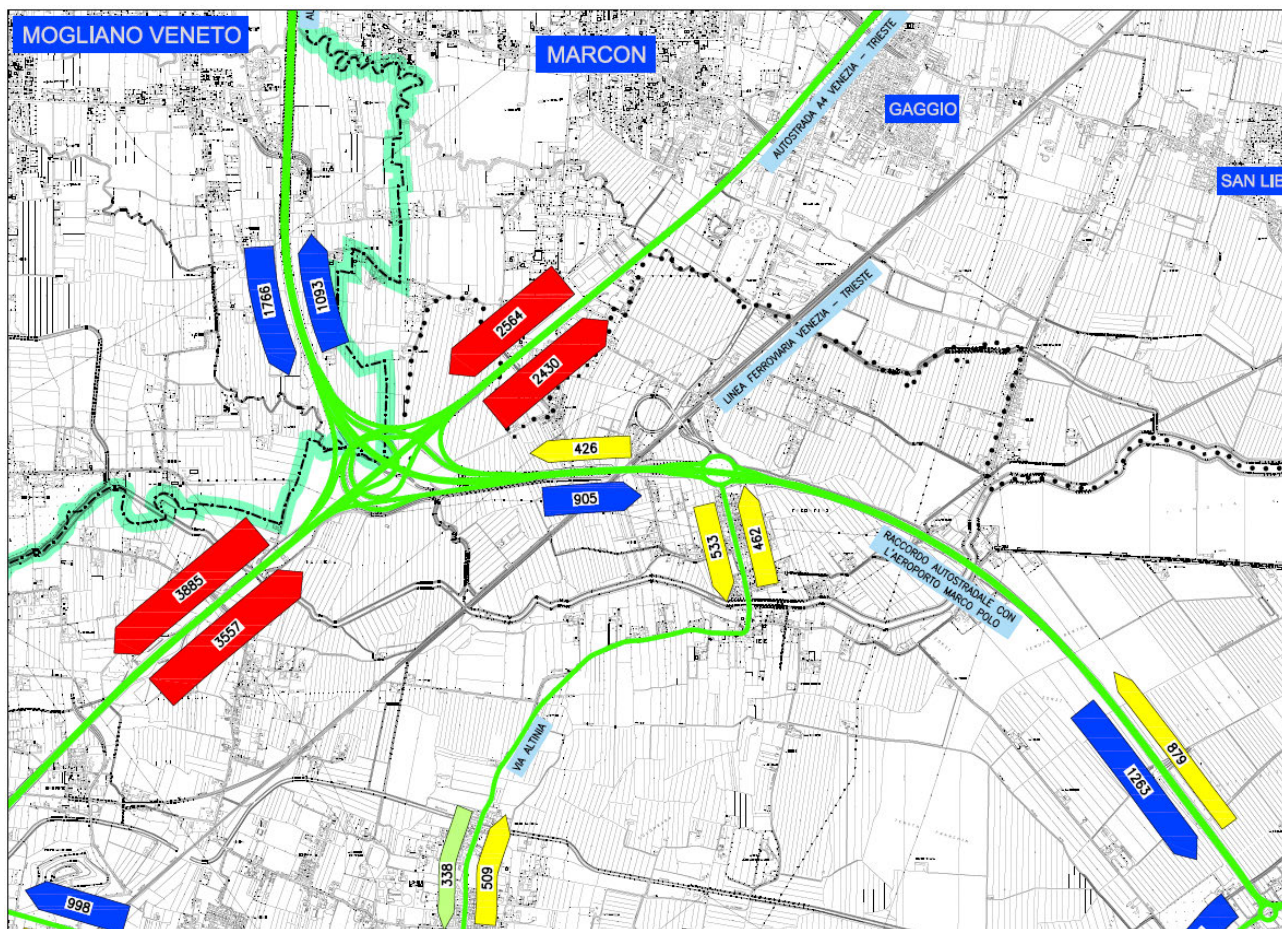 MOGLIANO VENETO
MARCON
AUTOSTRADA A4 VENEZIA - TRIESTE
GAGGIO
SAN LIE
1766
1093
2564
2430
LINEA FERROVIARIA VENEZIA - TRIESTE
426
905
533
462
RACCORDO AUTOSTRADALE CON
L'AEROPORTO MARCO POLO
3885
3557
VIA ALTINIA
879
1263
338
509
998